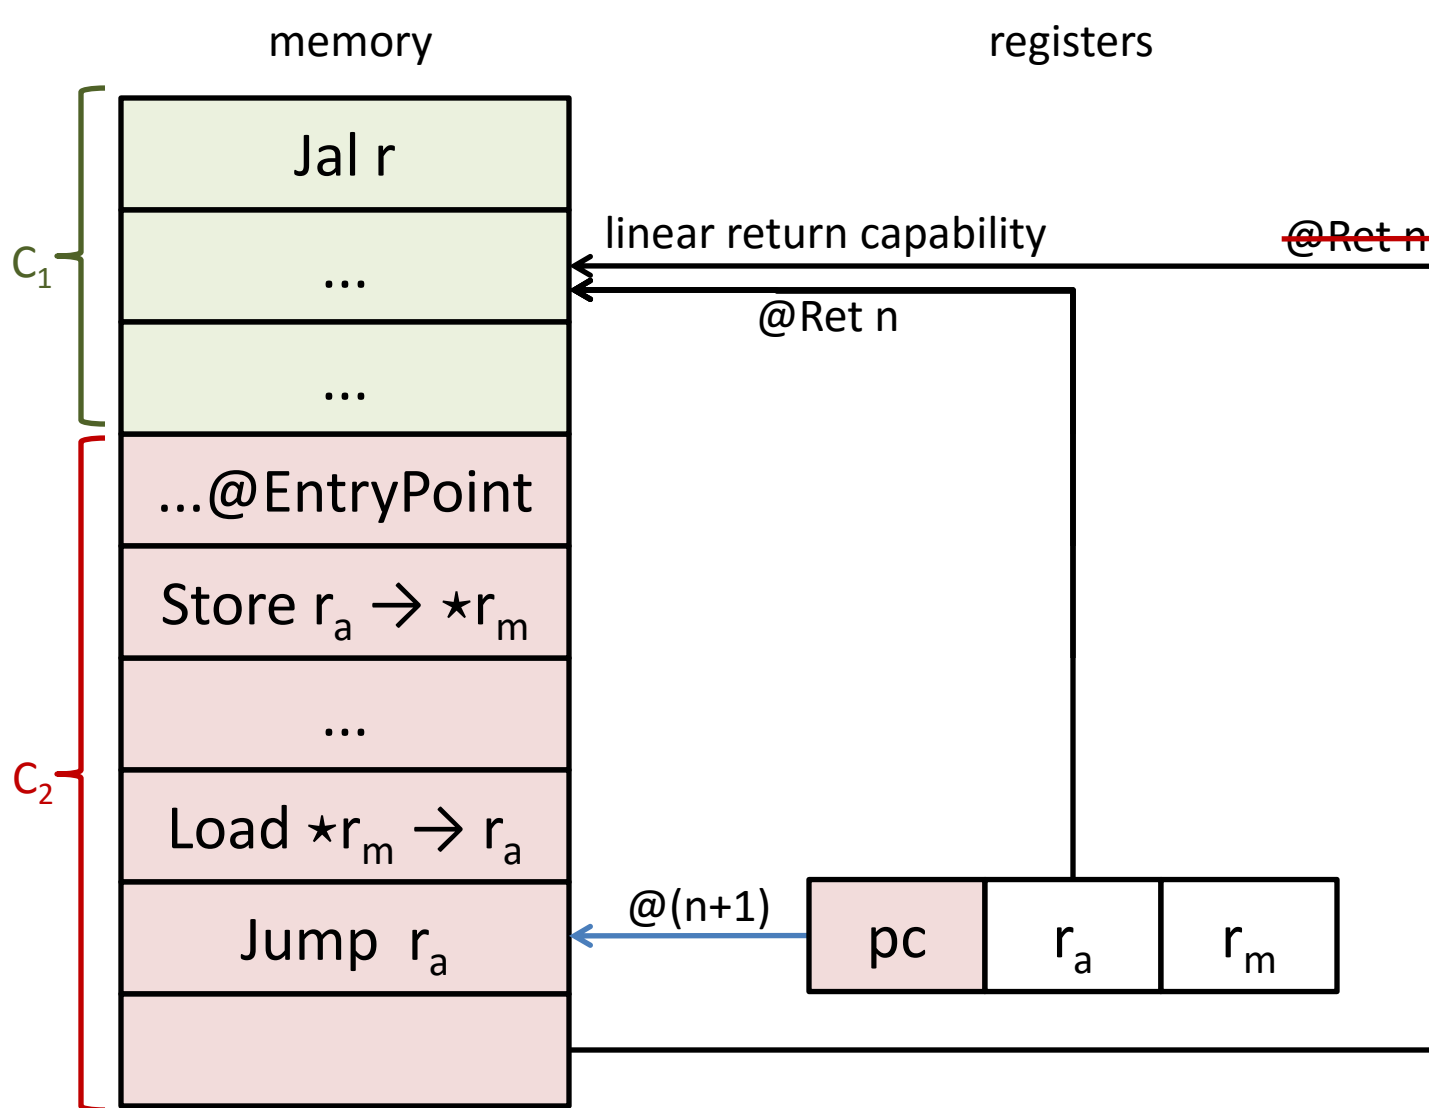 memory
registers
Jal r
linear return capability
@Ret n
C₁
...
@Ret n
...
...@EntryPoint
Store rₐ → ⋆rₘ
...
C₂
Load ⋆rₘ → rₐ
@(n+1)
Jump rₐ
pc
rₐ
rₘ